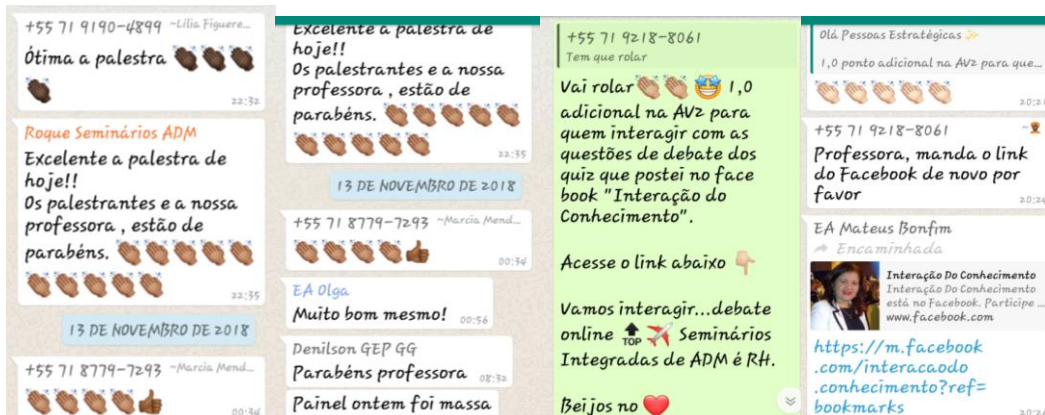 +55 71 9190-4899 ~Lília Figuere...
Ótima a palestra 👏🏿👏🏿👏🏿
👏🏿
22:32
Roque Seminários ADM
Excelente a palestra de
hoje!!
Os palestrantes e a nossa
professora , estão de
parabéns. 👏🏽👏🏽👏🏽👏🏽👏🏽
👏🏽👏🏽👏🏽👏🏽👏🏽
22:35
13 DE NOVEMBRO DE 2018
+55 71 8779-7293 ~Marcia Mend...
👏🏽👏🏽👏🏽👏🏽👍🏽
00:34
Excelente a palestra de
hoje!!
Os palestrantes e a nossa
professora , estão de
parabéns. 👏🏽👏🏽👏🏽👏🏽👏🏽
👏🏽👏🏽👏🏽👏🏽👏🏽
22:35
13 DE NOVEMBRO DE 2018
+55 71 8779-7293 ~Marcia Mend...
👏🏽👏🏽👏🏽👏🏽👍🏽
00:34
EA Olga
Muito bom mesmo! 00:56
Denilson GEP GG
Parabéns professora 08:32
Painel ontem foi massa
+55 71 9218-8061
Tem que rolar
Vai rolar👏🏼👏🏼🤩 1,0
adicional na AV2 para
quem interagir com as
questões de debate dos
quiz que postei no face
book "Interação do
Conhecimento".
Acesse o link abaixo 👇🏼
Vamos interagir...debate
online 🔝✈️ Seminários
Integradas de ADM é RH.
Beijos no ❤️
Olá Pessoas Estratégicas ✨
1,0 ponto adicional na AV2 para que...
👏🏼👏🏼👏🏼👏🏼👏🏼
20:21
+55 71 9218-8061
Professora, manda o link
do Facebook de novo por
favor
20:24
EA Mateus Bonfim
Encaminhada
Interação Do Conhecimento
Interação Do Conhecimento
está no Facebook. Participe ...
www.facebook.com
https://m.facebook
.com/interacaodo
.conhecimento?ref=
bookmarks